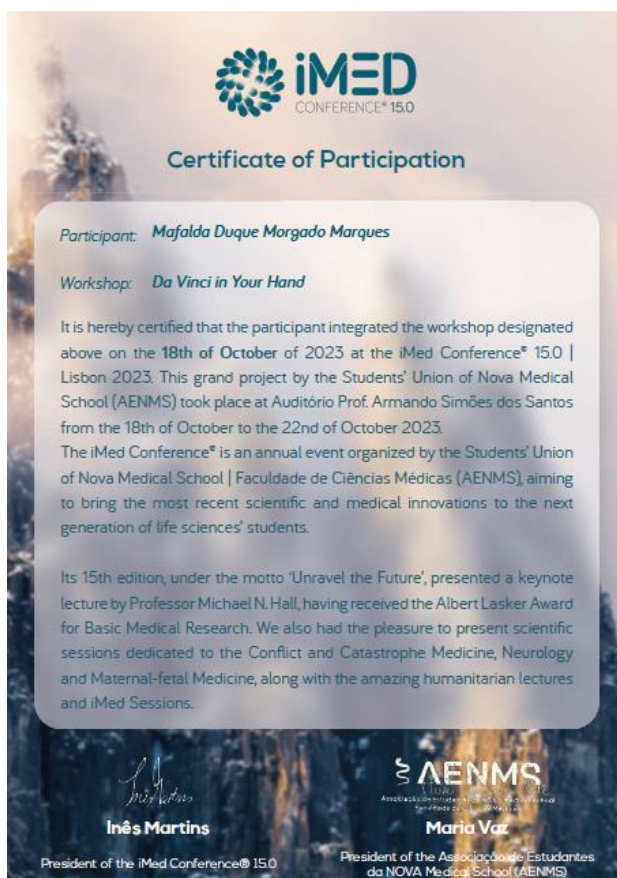 iMED
CONFERENCE® 15.0
Certificate of Participation
Participant: Mafalda Duque Morgado Marques
Workshop: Da Vinci in Your Hand
It is hereby certified that the participant integrated the workshop designated
above on the 18th of October of 2023 at the iMed Conference® 15.0 |
Lisbon 2023. This grand project by the Students' Union of Nova Medical
School (AENMS) took place at Auditório Prof. Armando Simões dos Santos
from the 18th of October to the 22nd of October 2023.
The iMed Conference® is an annual event organized by the Students' Union
of Nova Medical School | Faculdade de Ciências Médicas (AENMS), aiming
to bring the most recent scientific and medical innovations to the next
generation of life sciences' students.
Its 15th edition, under the motto 'Unravel the Future', presented a keynote
lecture by Professor Michael N. Hall, having received the Albert Lasker Award
for Basic Medical Research. We also had the pleasure to present scientific
sessions dedicated to the Conflict and Catastrophe Medicine, Neurology
and Maternal-fetal Medicine, along with the amazing humanitarian lectures
and iMed Sessions.
Inês Martins
AENMS
Inês Martins
Maria Vaz
President of the iMed Conference® 15.0
President of the Associação de Estudantes
da NOVA Medical School (AENMS)